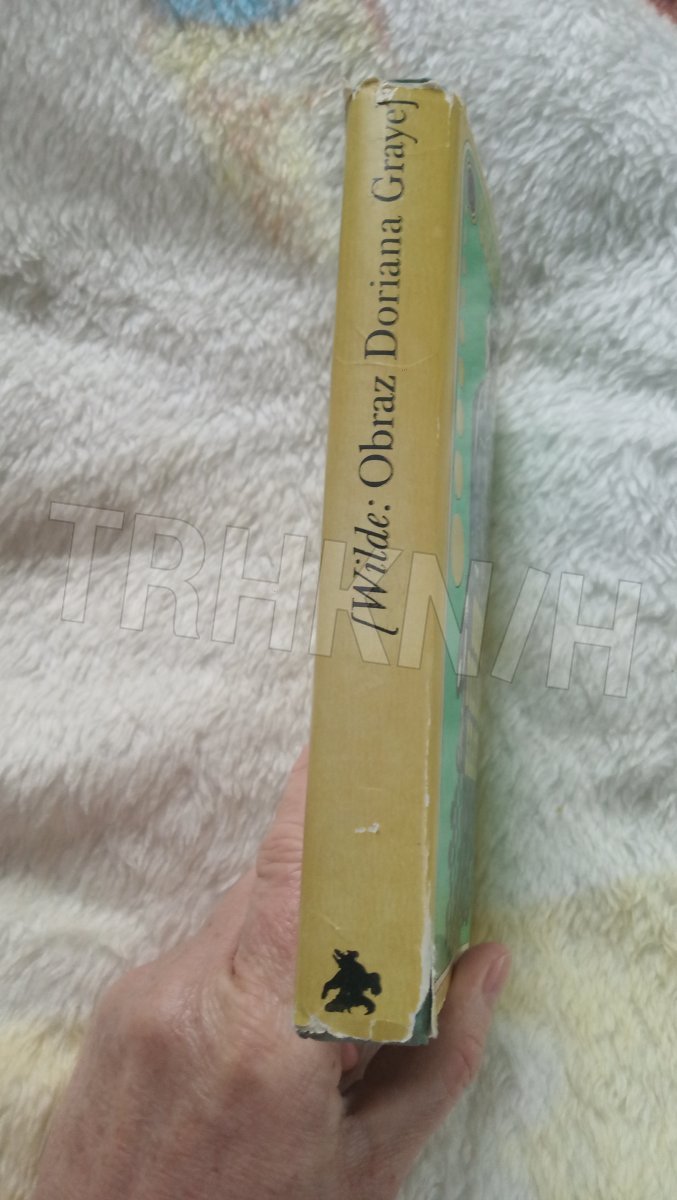 [Wilde: Obraz Doriana Graye]
TRHKNIH